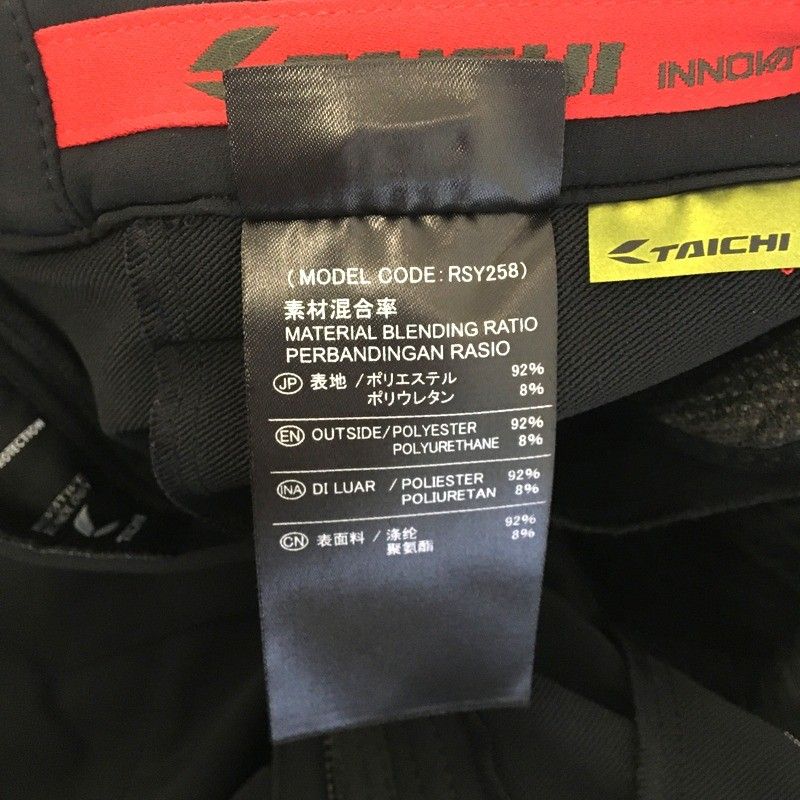 TAICHI INNOVAT
TAICHI
(MODEL CODE: RSY258)
素材混合率
MATERIAL BLENDING RATIO
PERBANDINGAN RASIO
JP 表地 / ポリエステル 92%
ポリウレタン 8%
EN OUTSIDE/POLYESTER 92%
POLYURETHANE 8%
INA DI LUAR / POLIESTER 92%
POLIURETAN 8%
CN 表面料 / 涤纶 92%
聚氨酯 8%